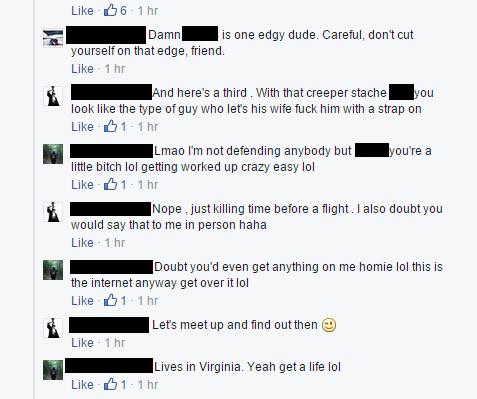 Like · 6 · 1 hr
Damn is one edgy dude. Careful, don't cut
yourself on that edge, friend.
Like · 1 hr
And here's a third . With that creeper stache you
look like the type of guy who let's his wife fuck him with a strap on
Like · 1 · 1 hr
Lmao I'm not defending anybody but you're a
little bitch lol getting worked up crazy easy lol
Like · 1 · 1 hr
Nope , just killing time before a flight . I also doubt you
would say that to me in person haha
Like · 1 hr
Doubt you'd even get anything on me homie lol this is
the internet anyway get over it lol
Like · 1 · 1 hr
Let's meet up and find out then
Like · 1 hr
Lives in Virginia. Yeah get a life lol
Like · 1 · 1 hr